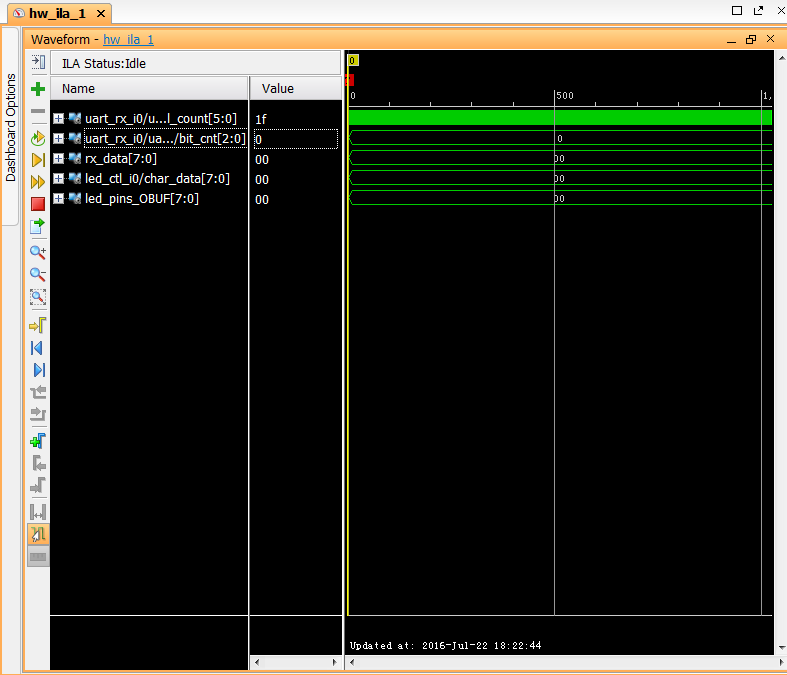 hw_ila_1
Dashboard Options
Waveform - hw_ila_1
ILA Status:Idle
Name Value
uart_rx_i0/u...l_count[5:0] 1f
uart_rx_i0/ua.../bit_cnt[2:0] 0
rx_data[7:0] 00
led_ctl_i0/char_data[7:0] 00
led_pins_OBUF[7:0] 00
0
0 500 1,
0
00
00
00
Updated at: 2016-Jul-22 18:22:44